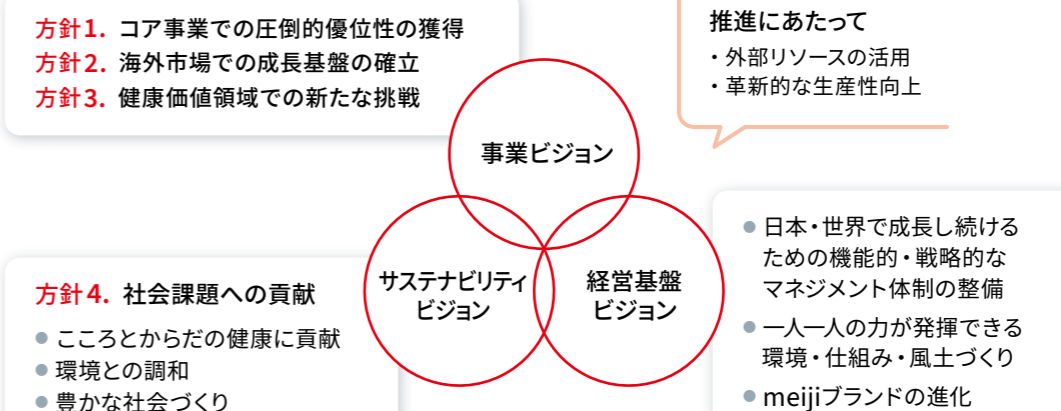 方針1. コア事業での圧倒的優位性の獲得
方針2. 海外市場での成長基盤の確立
方針3. 健康価値領域での新たな挑戦
推進にあたって
・外部リソースの活用
・革新的な生産性向上
事業ビジョン
サステナビリティ
ビジョン
経営基盤
ビジョン
方針4. 社会課題への貢献
● こころとからだの健康に貢献
● 環境との調和
● 豊かな社会づくり
● 日本・世界で成長し続ける
ための機能的・戦略的な
マネジメント体制の整備
● 一人一人の力が発揮できる
環境・仕組み・風土づくり
● meijiブランドの進化